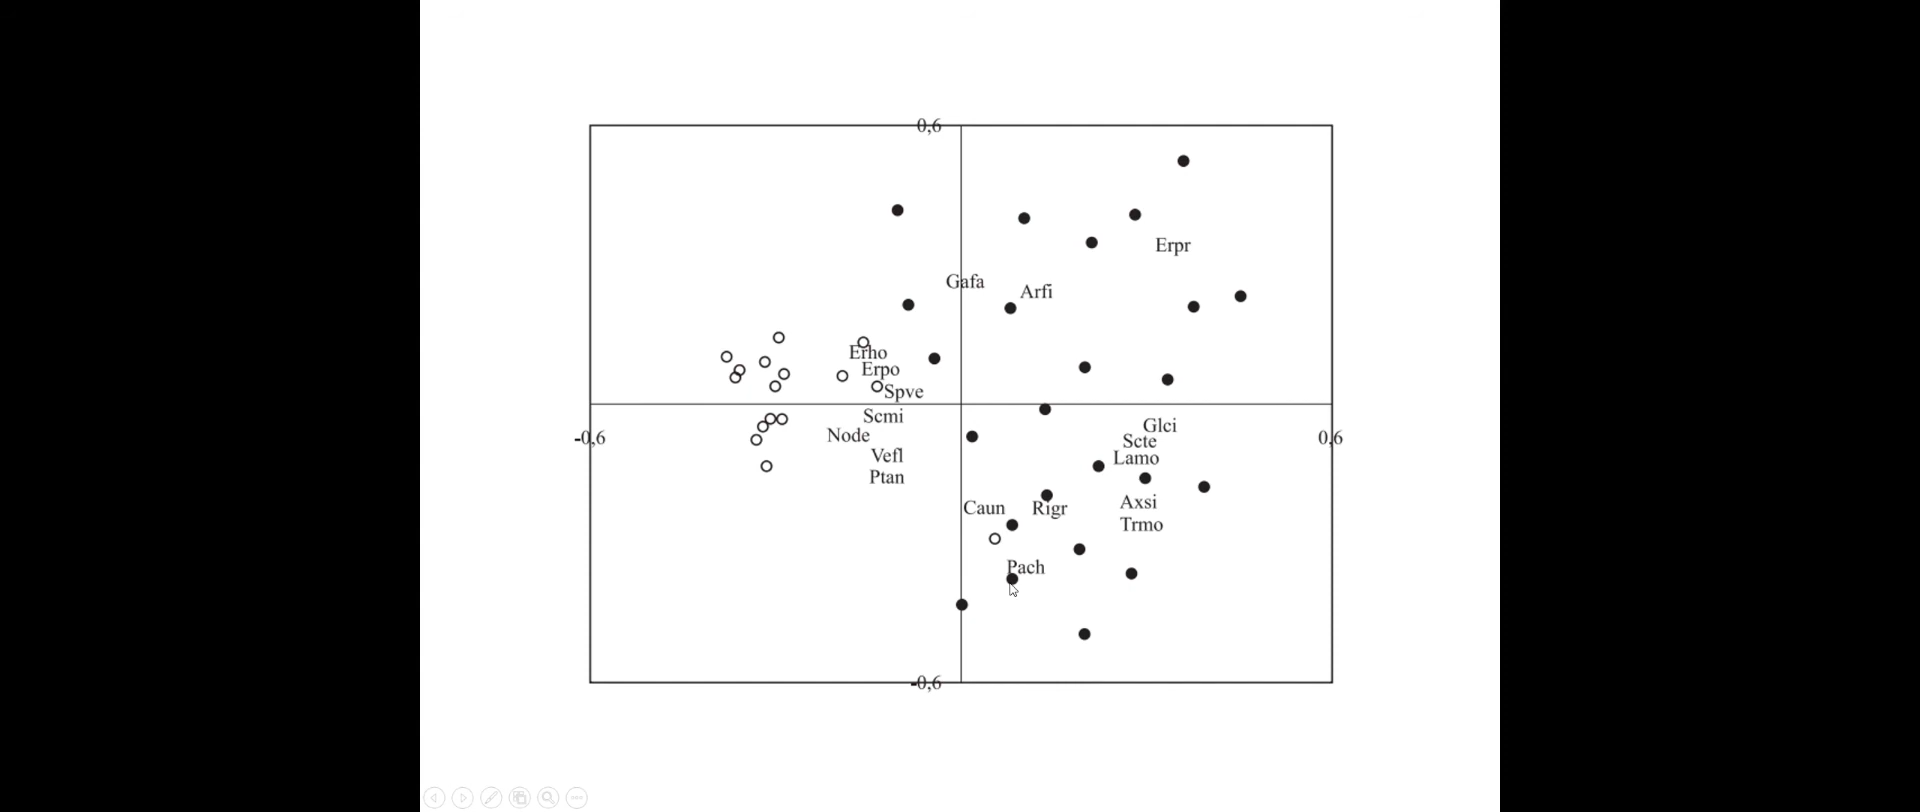 0,6
Erpr
Gafa
Arfi
Erho
Erpo
Spve
Scmi
Glci
Node
-0,6
0,6
Scte
Vefl
Lamo
Ptan
Axsi
Caun
Rigr
Trmo
Pach
-0,6